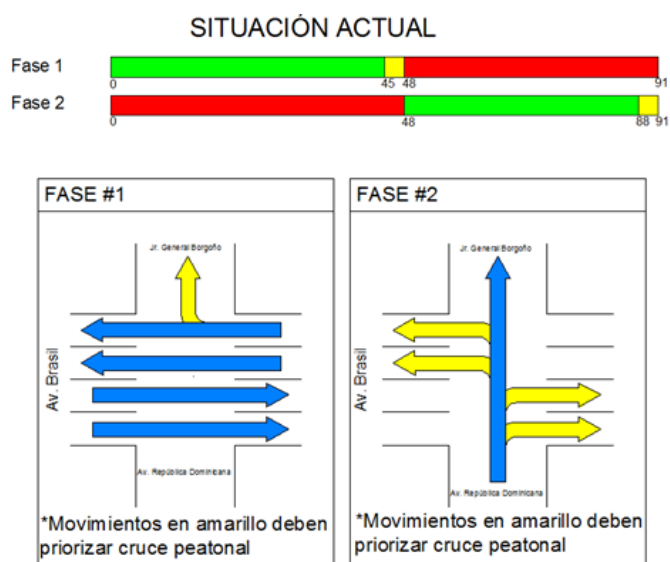 SITUACIÓN ACTUAL
Fase 1
0
45
48
91
Fase 2
0
48
88
91
FASE #1
Jr. General Borgoño
Av. Brasil
Av. República Dominicana
*Movimientos en amarillo deben
priorizar cruce peatonal
FASE #2
Jr. General Borgoño
Av. Brasil
Av. República Dominicana
*Movimientos en amarillo deben
priorizar cruce peatonal